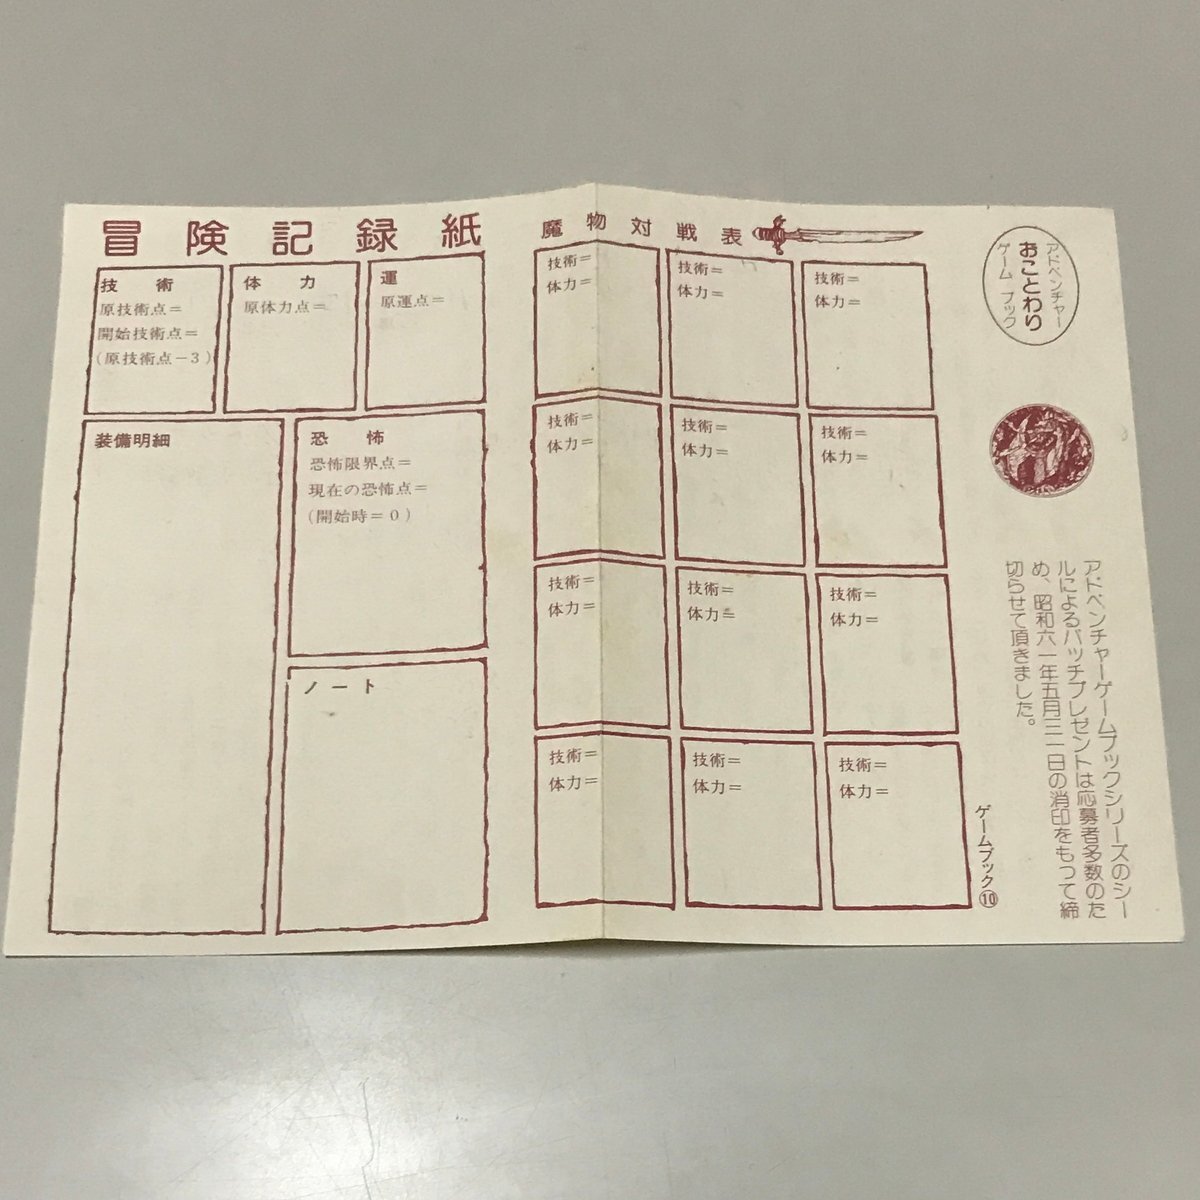 冒険記録紙
技術
原技術点＝
開始技術点＝
(原技術点－3)
体力
原体力点＝
運
原運点＝
装備明細
恐怖
恐怖限界点＝
現在の恐怖点＝
(開始時＝0)
ノート
魔物対戦表
技術＝
体力＝
技術＝
体力＝
技術＝
体力＝
技術＝
体力＝
技術＝
体力＝
技術＝
体力＝
技術＝
体力＝
技術＝
体力＝
技術＝
体力＝
技術＝
体力＝
技術＝
体力＝
技術＝
体力＝
ゲームブック⑩
アドベンチャー
おことわり
ゲームブック
アドベンチャーゲームブックシリーズのシー
ルによるバッチプレゼントは応募者多数のた
め、昭和六一年五月三一日の消印をもって締
切らせて頂きました。